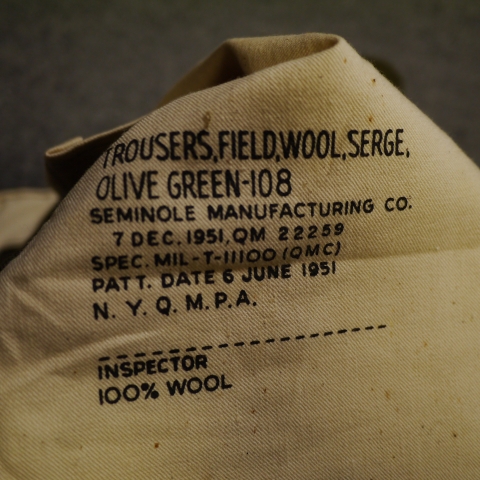 TROUSERS,FIELD,WOOL,SERGE,
OLIVE GREEN-108
SEMINOLE MANUFACTURING CO.
7 DEC. 1951, QM 22259
SPEC. MIL-T-11100 (QMC)
PATT. DATE 6 JUNE 1951
N. Y. Q. M. P. A.
INSPECTOR
100% WOOL